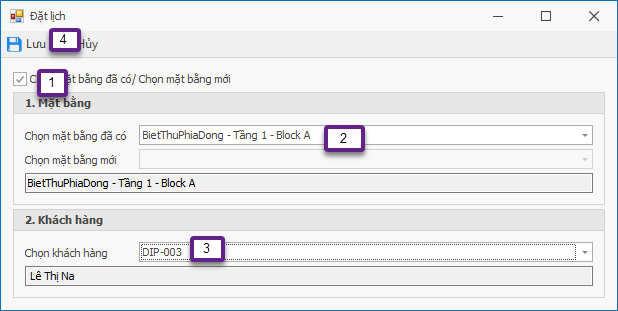 Đặt lịch
Lưu 4 Hủy
1 mặt bằng đã có/ Chọn mặt bằng mới
1. Mặt bằng
Chọn mặt bằng đã có BietThuPhiaDong - Tầng 1 - Block A 2
Chọn mặt bằng mới
BietThuPhiaDong - Tầng 1 - Block A
2. Khách hàng
Chọn khách hàng DIP-003 3
Lê Thị Na